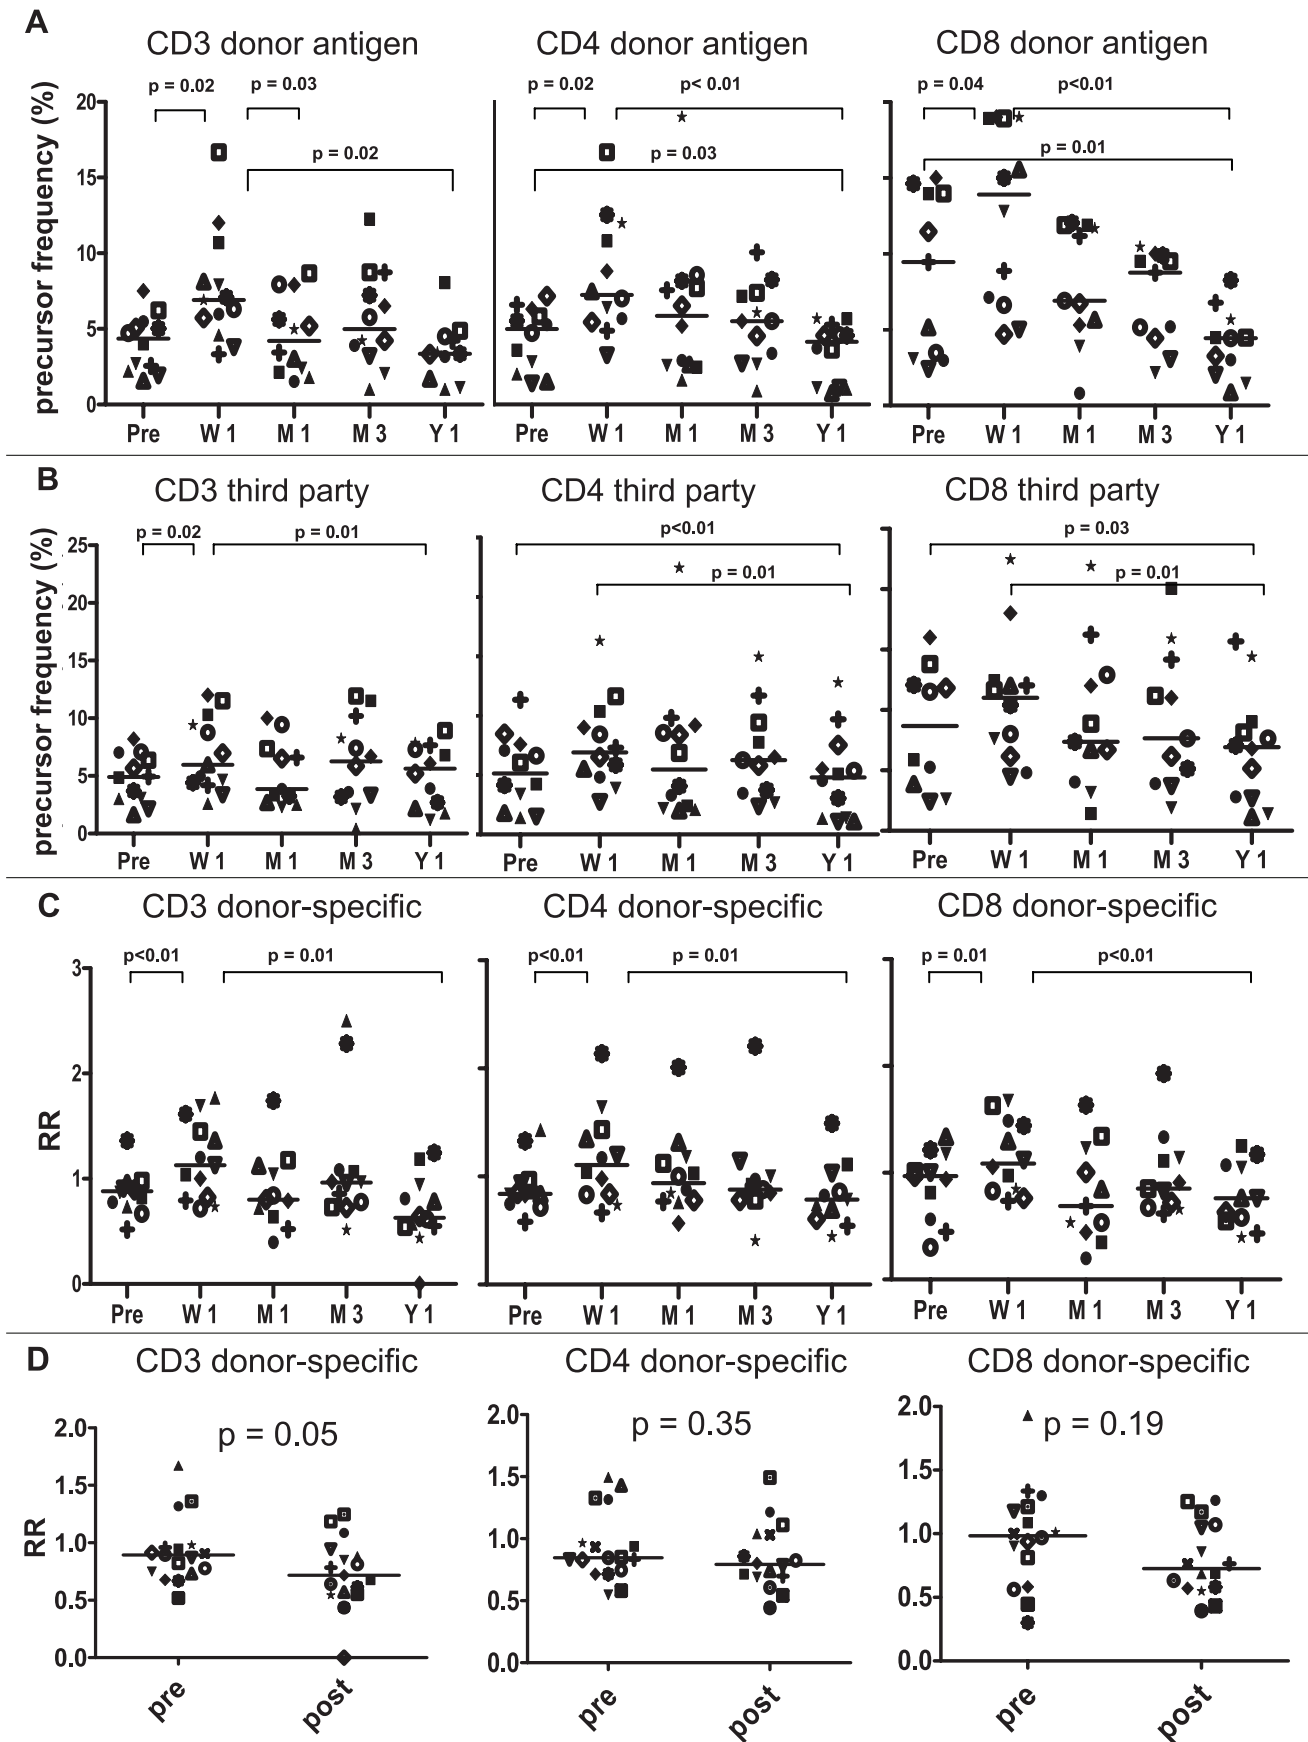 A
CD3 donor antigen CD4 donor antigen CD8 donor antigen
p = 0.02 p = 0.03 p = 0.02 p< 0.01 p = 0.04 p<0.01
p = 0.02 p = 0.03 p = 0.01
precursor frequency (%)
20
15
10
5
0
Pre W 1 M 1 M 3 Y 1 Pre W 1 M 1 M 3 Y 1 Pre W 1 M 1 M 3 Y 1
B
CD3 third party CD4 third party CD8 third party
p = 0.02 p = 0.01 p<0.01 p = 0.03
p = 0.01 p = 0.01
precursor frequency (%)
25
20
15
10
5
0
Pre W 1 M 1 M 3 Y 1 Pre W 1 M 1 M 3 Y 1 Pre W 1 M 1 M 3 Y 1
C
CD3 donor-specific CD4 donor-specific CD8 donor-specific
p<0.01 p = 0.01 p<0.01 p = 0.01 p = 0.01 p<0.01
RR
3
2
1
0
Pre W 1 M 1 M 3 Y 1 Pre W 1 M 1 M 3 Y 1 Pre W 1 M 1 M 3 Y 1
D
CD3 donor-specific CD4 donor-specific CD8 donor-specific
p = 0.05 p = 0.35 p = 0.19
RR
2.0 2.0 2.0
1.5 1.5 1.5
1.0 1.0 1.0
0.5 0.5 0.5
0.0 0.0 0.0
pre post pre post pre post